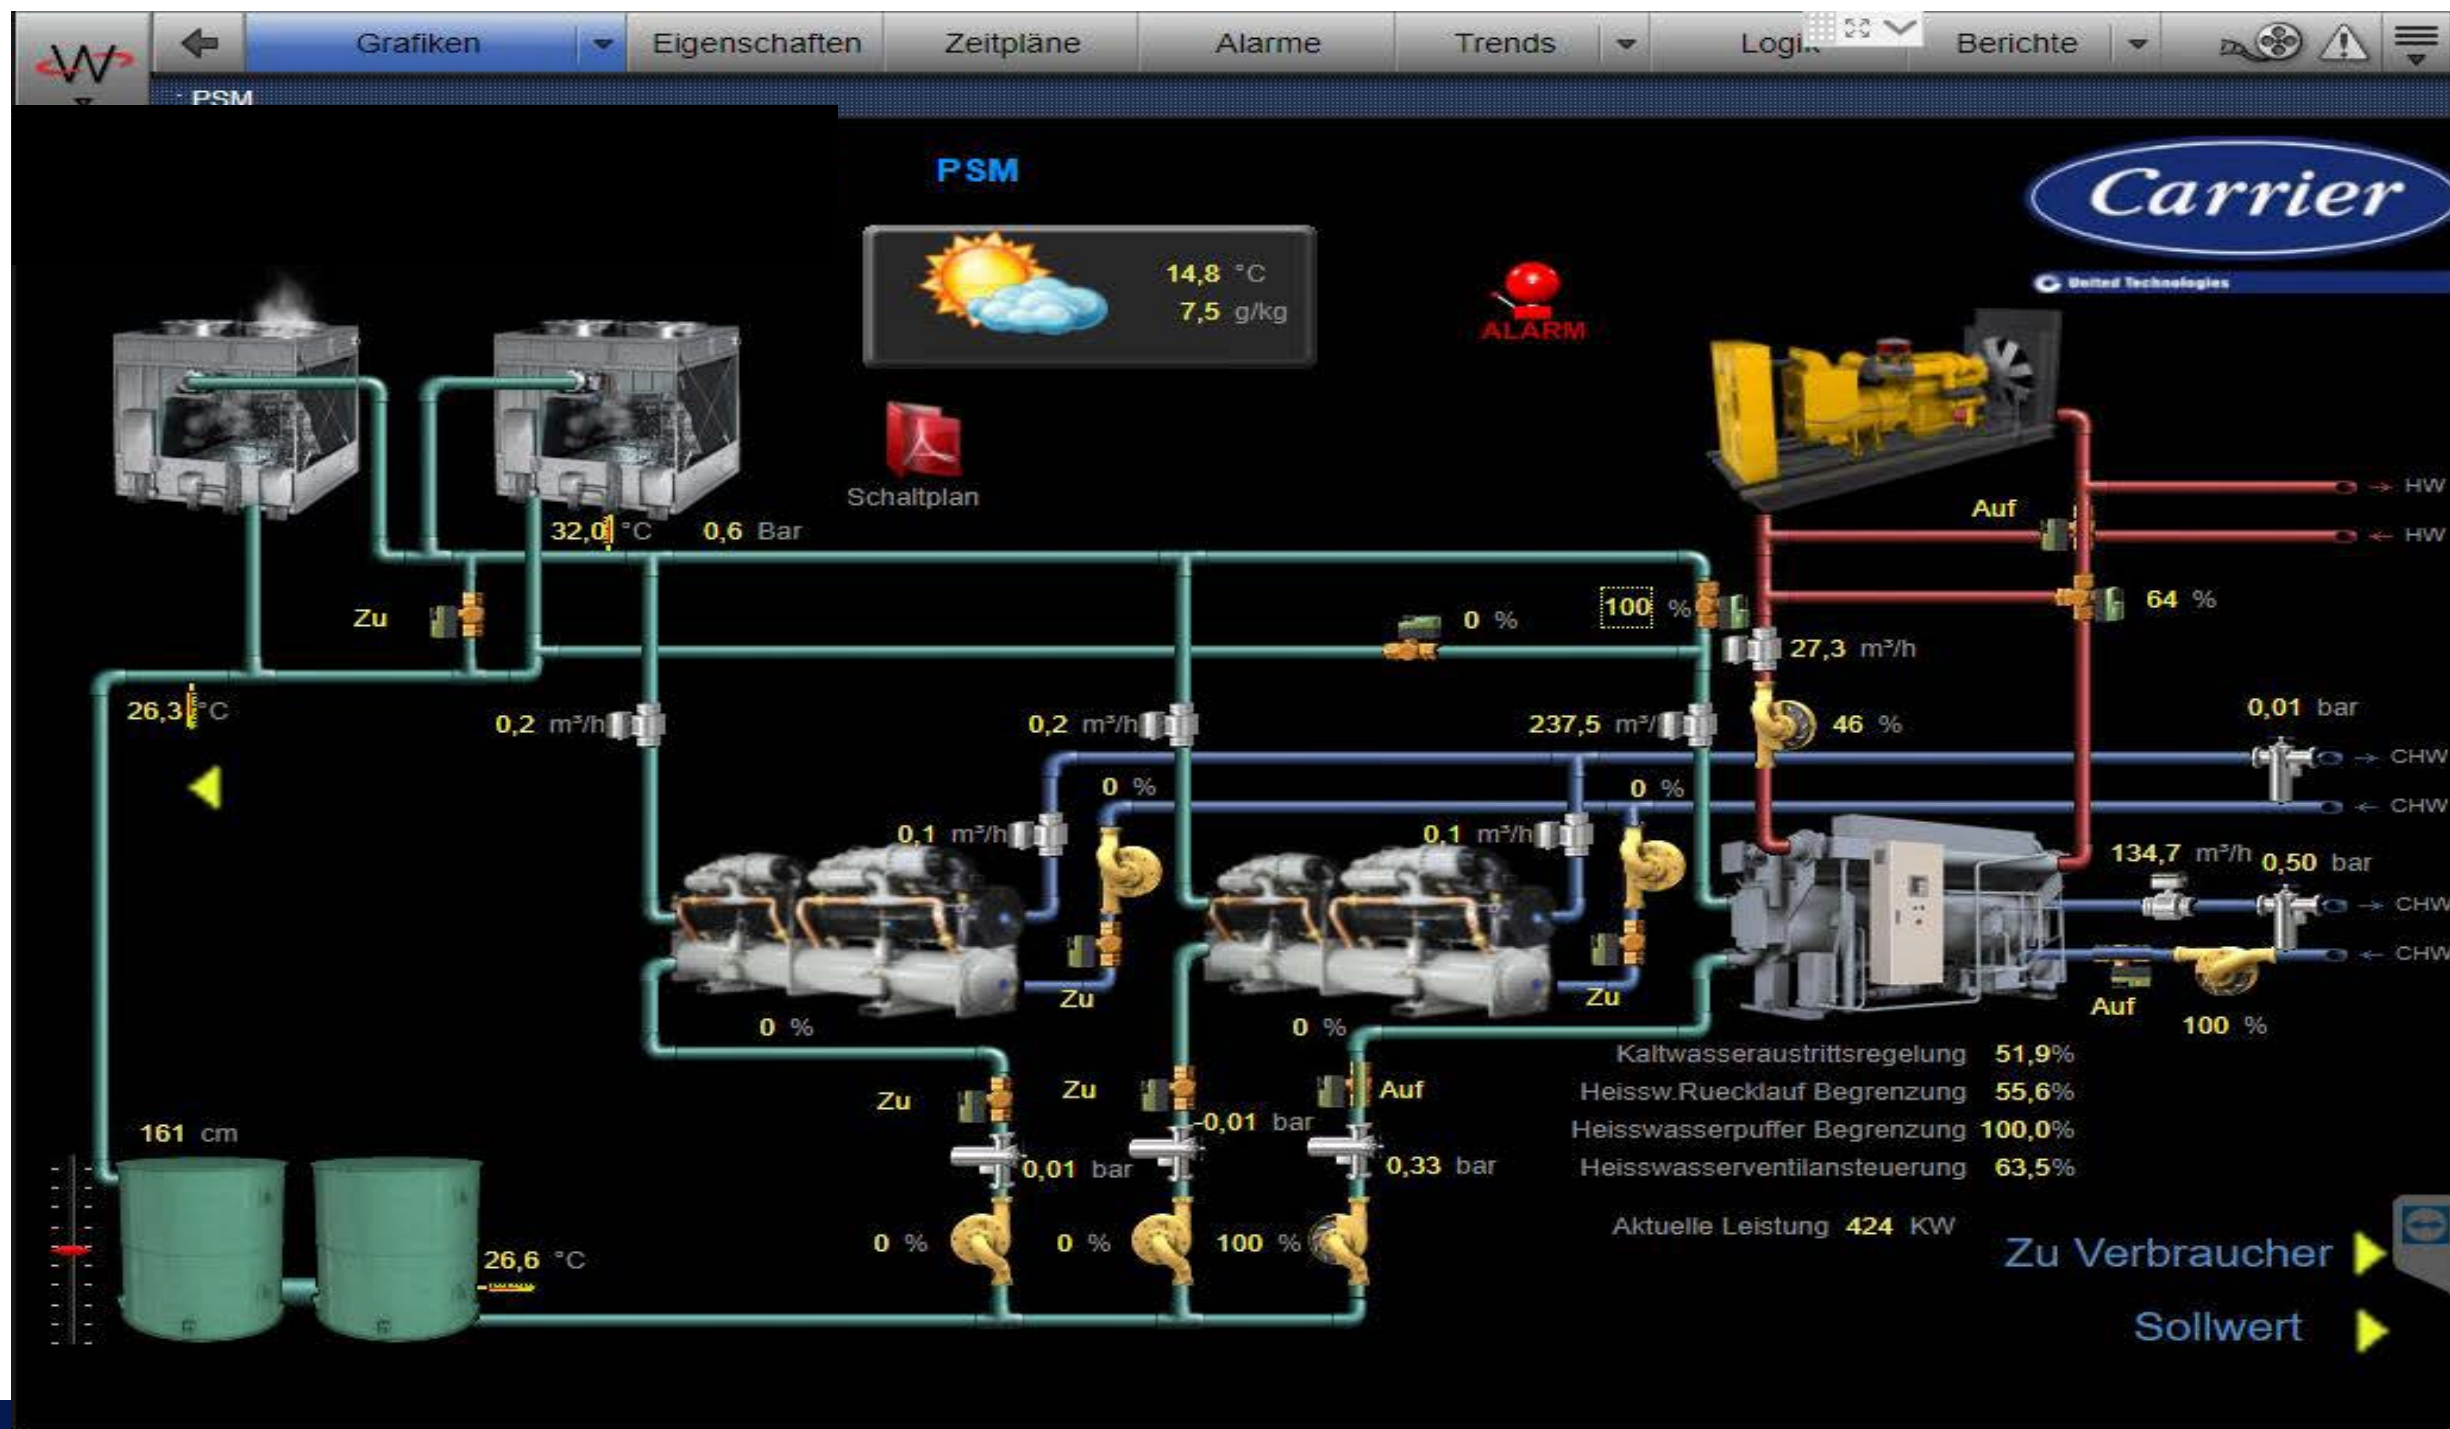 Grafiken Eigenschaften Zeitpläne Alarme Trends Logik Berichte
PSM
PSM
Carrier
United Technologies
14,8 °C
7,5 g/kg
ALARM
Schaltplan
HW
Auf
HW
32,0 °C 0,6 Bar
Zu
0 %
100 %
64 %
27,3 m³/h
26,3 °C
0,2 m³/h
0,2 m³/h
237,5 m³/
46 %
0,01 bar
CHW
0 %
0 %
CHW
0,1 m³/h
0,1 m³/h
134,7 m³/h
0,50 bar
CHW
CHW
Zu
Zu
Auf
0 %
0 %
100 %
Kaltwasseraustrittsregelung 51,9%
Heissw.Ruecklauf Begrenzung 55,6%
Heisswasserpuffer Begrenzung 100,0%
Heisswasserventilansteuerung 63,5%
Zu
Zu
Auf
-0,01 bar
161 cm
0,01 bar
0,33 bar
Aktuelle Leistung 424 KW
0 %
0 %
100 %
26,6 °C
Zu Verbraucher
Sollwert